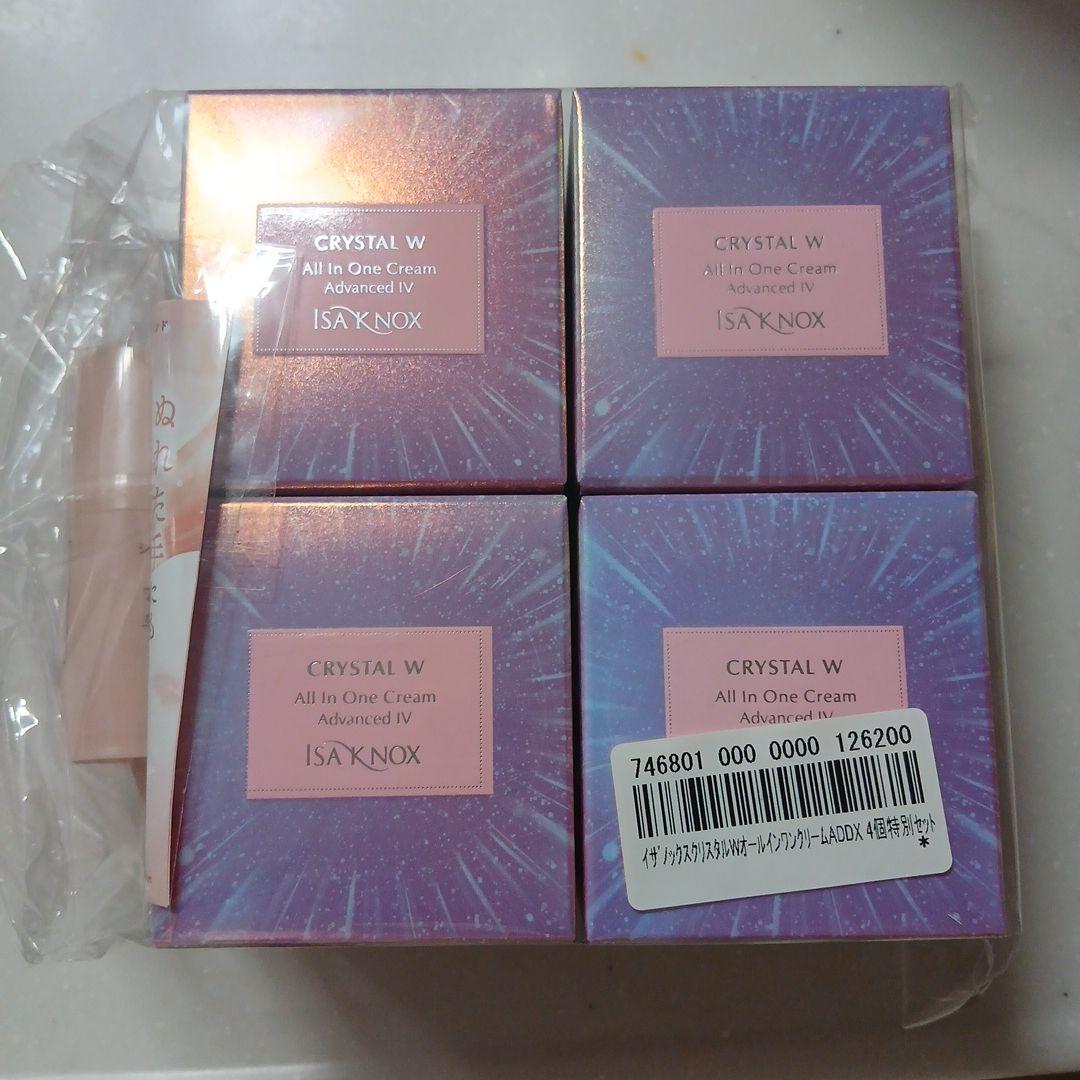 CRYSTAL W
All In One Cream
Advanced IV
ISA KNOX
CRYSTAL W
All In One Cream
Advanced IV
ISA KNOX
CRYSTAL W
All In One Cream
Advanced IV
ISA KNOX
CRYSTAL W
All In One Cream
Advanced IV
746801 000 0000 126200
イザノックスクリスタルWオールインワンクリームADDX 4個特別セット
*
ぬれ